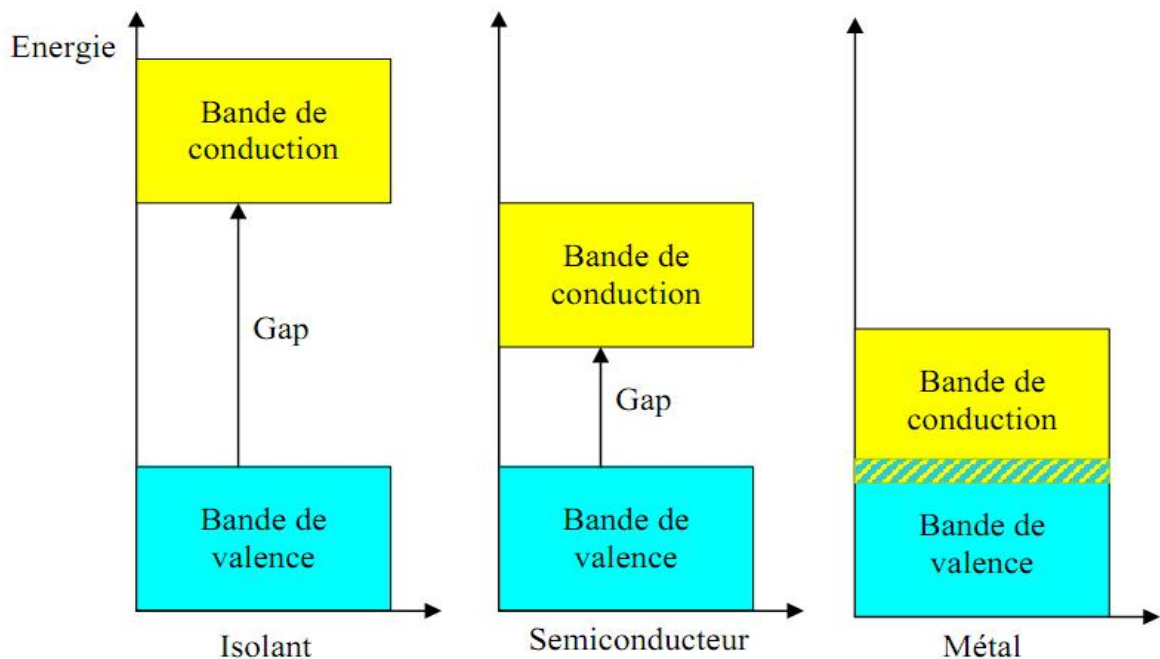 Energie
Bande de
conduction
Gap
Bande de
valence
Isolant
Bande de
conduction
Gap
Bande de
valence
Semiconducteur
Bande de
conduction
Bande de
valence
Métal